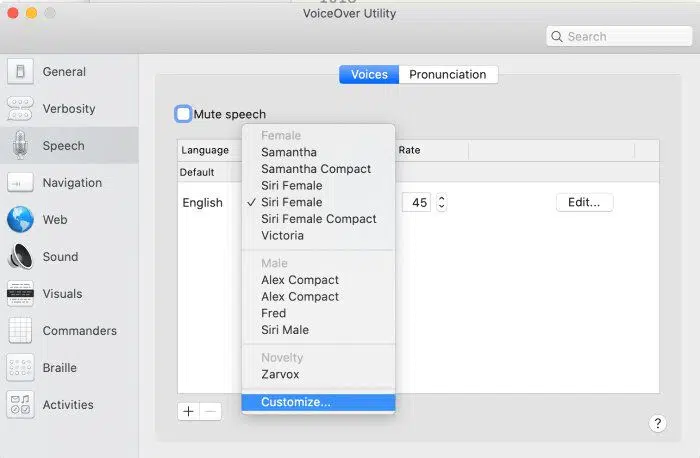 VoiceOver Utility
Search
General
Verbosity
Speech
Navigation
Web
Sound
Visuals
Commanders
Braille
Activities
Voices Pronunciation
Mute speech
Language Rate
Default
English 45 Edit...
Female
Samantha
Samantha Compact
Siri Female
✓ Siri Female
Siri Female Compact
Victoria
Male
Alex Compact
Alex Compact
Fred
Siri Male
Novelty
Zarvox
Customize...
+ −
?